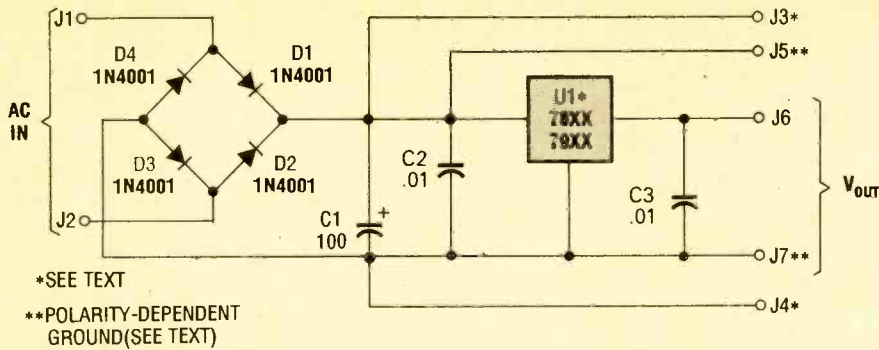 J1
D4
1N4001
D1
1N4001
AC
IN
D3
1N4001
D2
1N4001
J2
C1
100
+
C2
.01
U1*
78XX
79XX
C3
.01
J3*
J5**
J6
VOUT
J7**
J4*
*SEE TEXT
**POLARITY-DEPENDENT
GROUND(SEE TEXT)